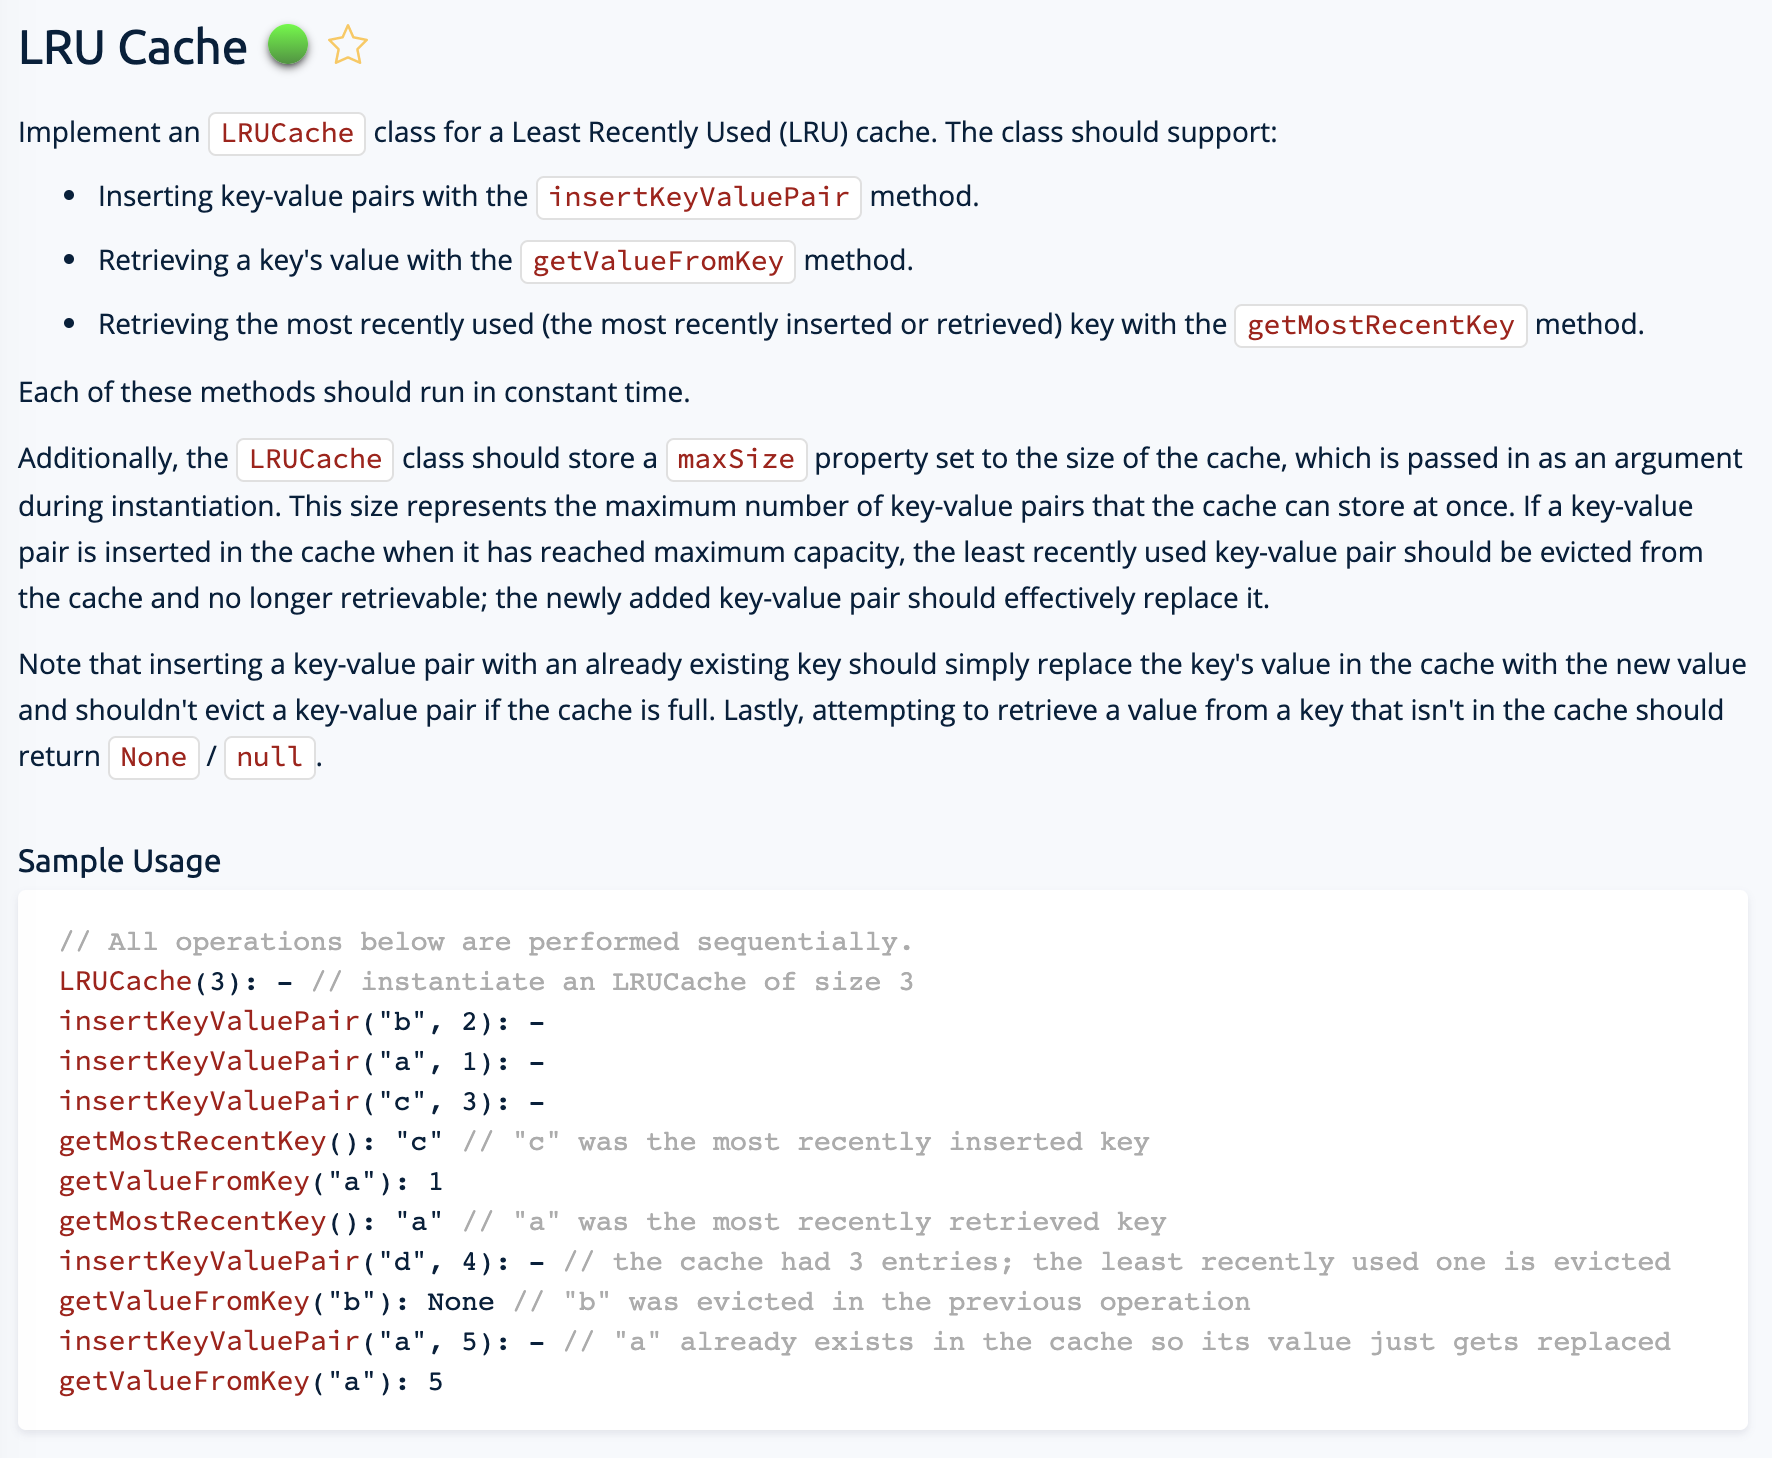 LRU Cache
Implement an LRUCache class for a Least Recently Used (LRU) cache. The class should support:
• Inserting key-value pairs with the insertKeyValuePair method.
• Retrieving a key's value with the getValueFromKey method.
• Retrieving the most recently used (the most recently inserted or retrieved) key with the getMostRecentKey method.
Each of these methods should run in constant time.
Additionally, the LRUCache class should store a maxSize property set to the size of the cache, which is passed in as an argument
during instantiation. This size represents the maximum number of key-value pairs that the cache can store at once. If a key-value
pair is inserted in the cache when it has reached maximum capacity, the least recently used key-value pair should be evicted from
the cache and no longer retrievable; the newly added key-value pair should effectively replace it.
Note that inserting a key-value pair with an already existing key should simply replace the key's value in the cache with the new value
and shouldn't evict a key-value pair if the cache is full. Lastly, attempting to retrieve a value from a key that isn't in the cache should
return None / null.
Sample Usage
// All operations below are performed sequentially.
LRUCache(3): - // instantiate an LRUCache of size 3
insertKeyValuePair("b", 2): -
insertKeyValuePair("a", 1): -
insertKeyValuePair("c", 3): -
getMostRecentKey(): "c" // "c" was the most recently inserted key
getValueFromKey("a"): 1
getMostRecentKey(): "a" // "a" was the most recently retrieved key
insertKeyValuePair("d", 4): - // the cache had 3 entries; the least recently used one is evicted
getValueFromKey("b"): None // "b" was evicted in the previous operation
insertKeyValuePair("a", 5): - // "a" already exists in the cache so its value just gets replaced
getValueFromKey("a"): 5